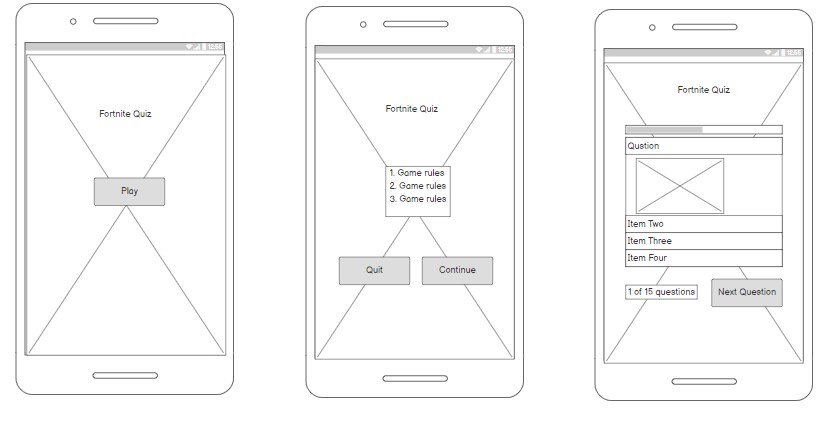 12:00
Fortnite Quiz
Play
12:00
Fortnite Quiz
1. Game rules
2. Game rules
3. Game rules
Quit
Continue
12:00
Fortnite Quiz
Qustion
Item Two
Item Three
Item Four
1 of 15 questions
Next Question